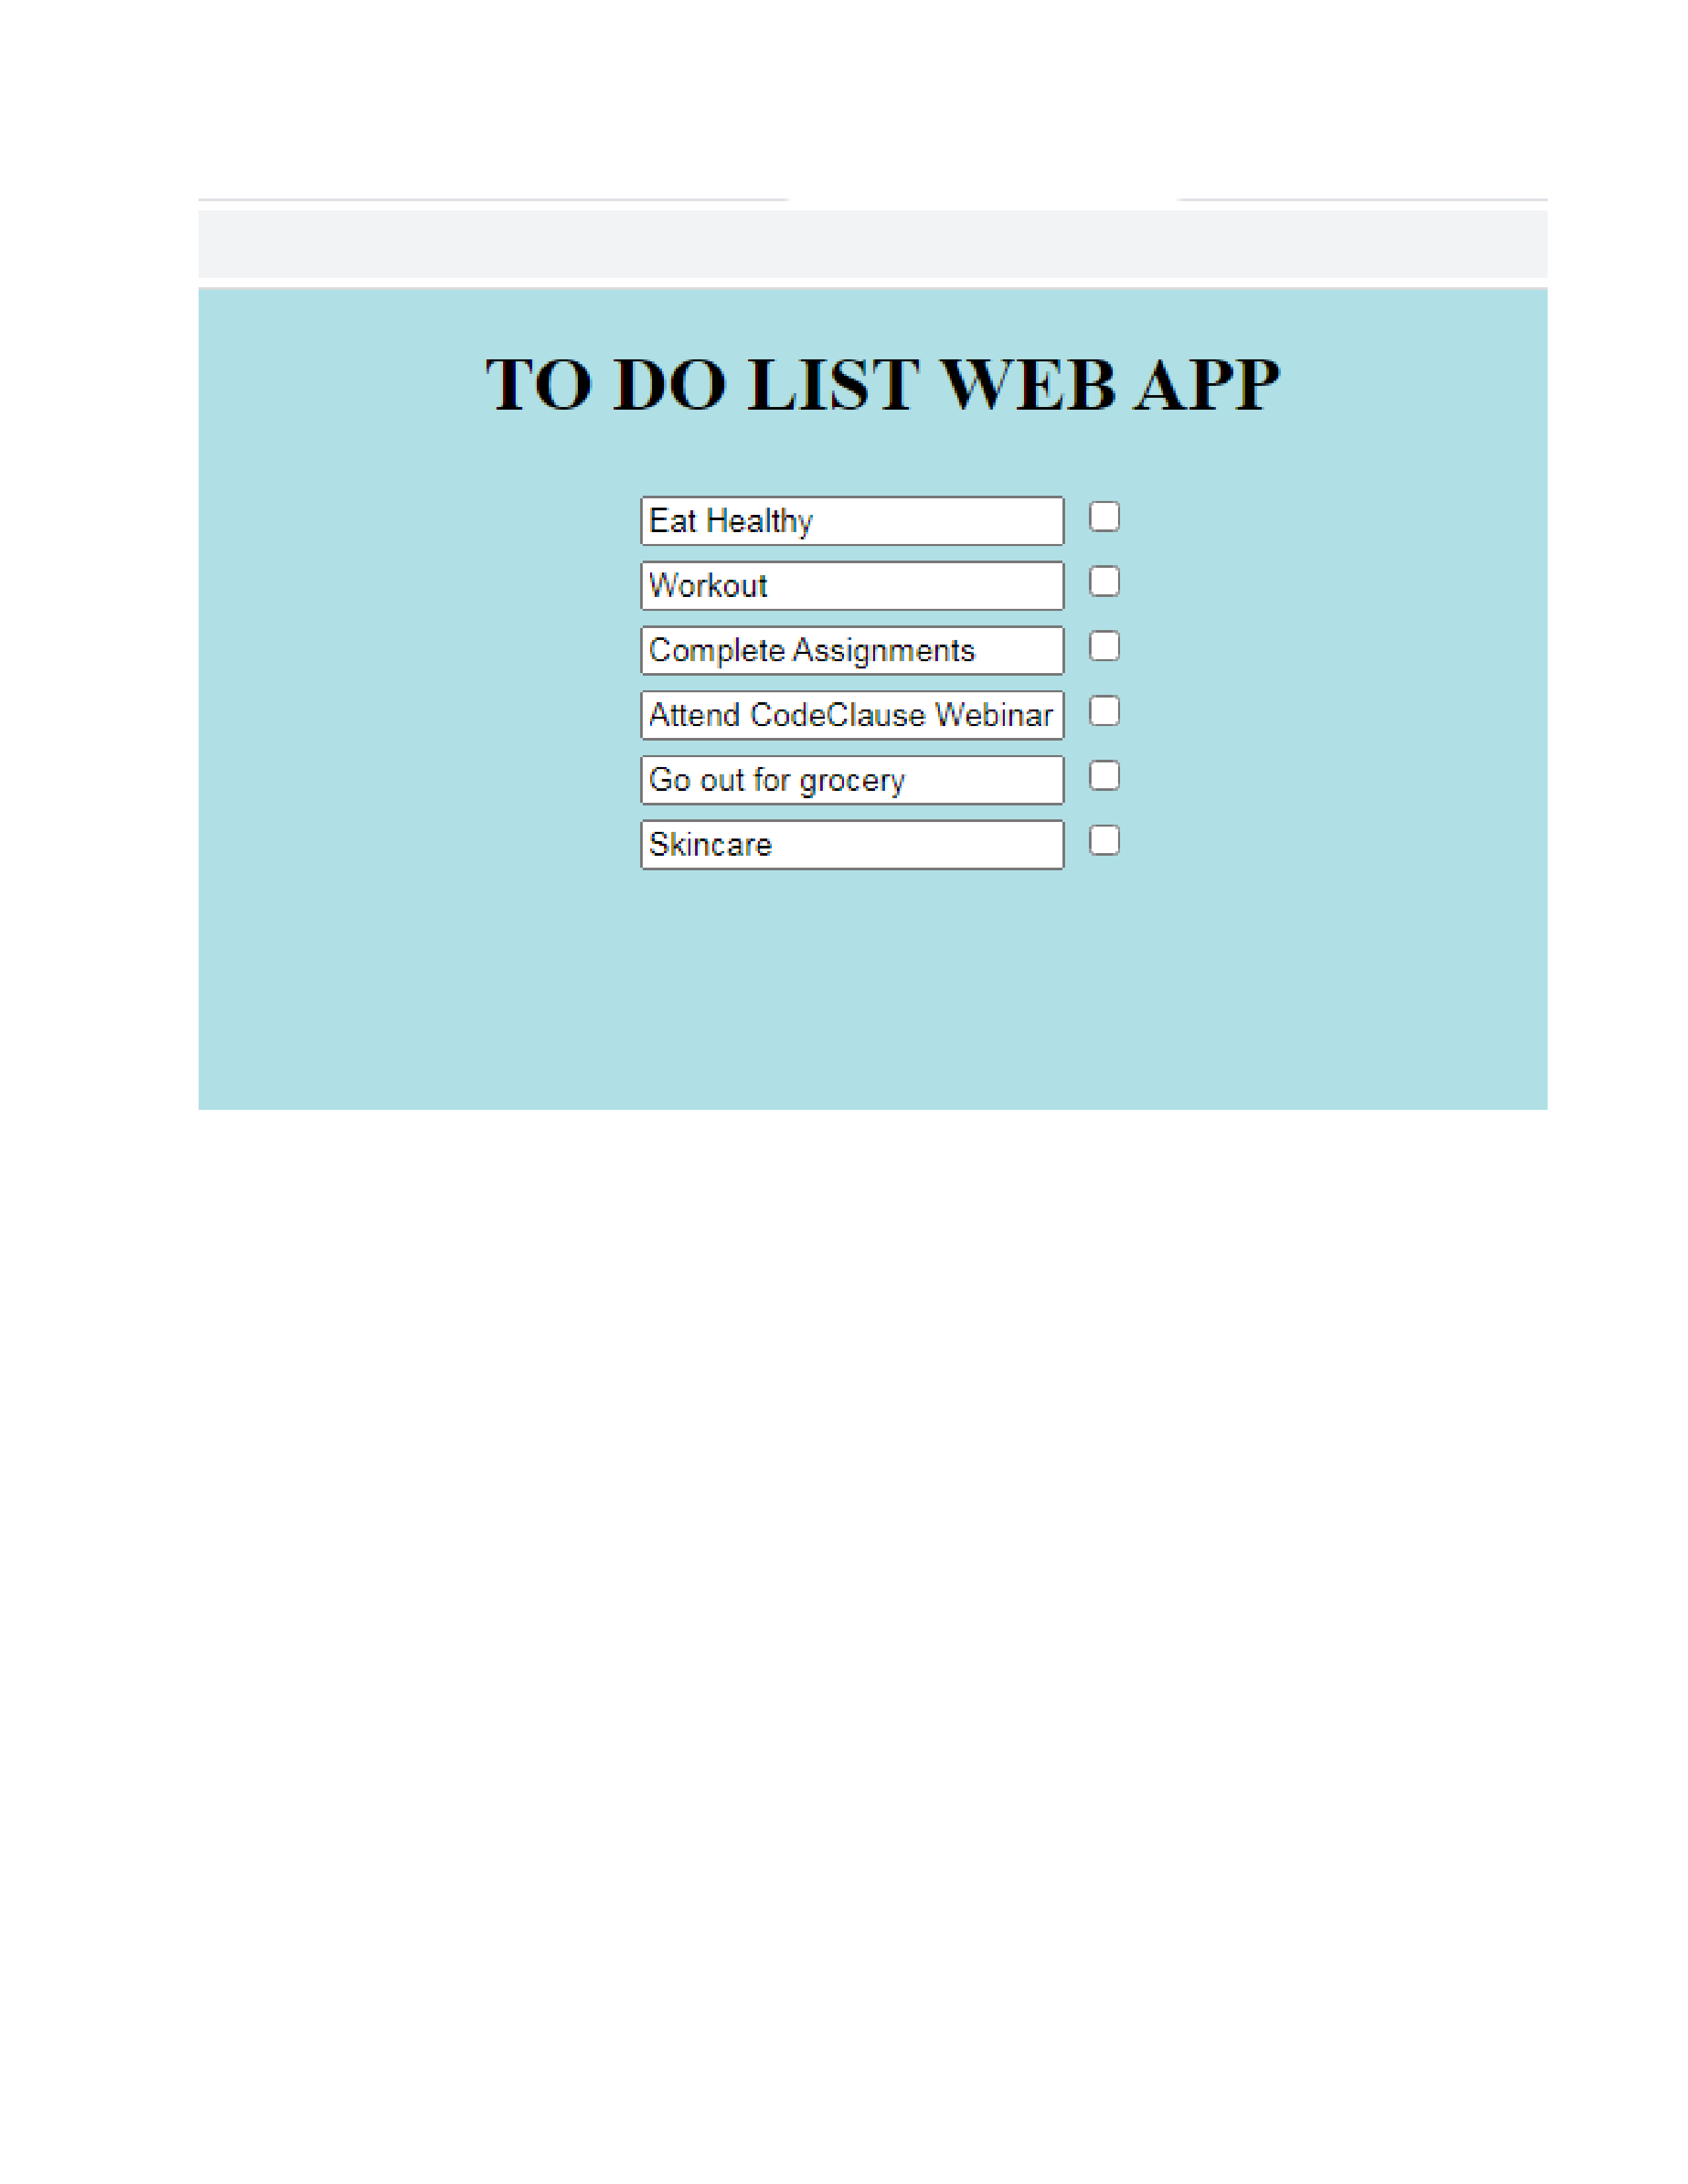 TO DO LIST WEB APP
Eat Healthy
Workout
Complete Assignments
Attend CodeClause Webinar
Go out for grocery
Skincare